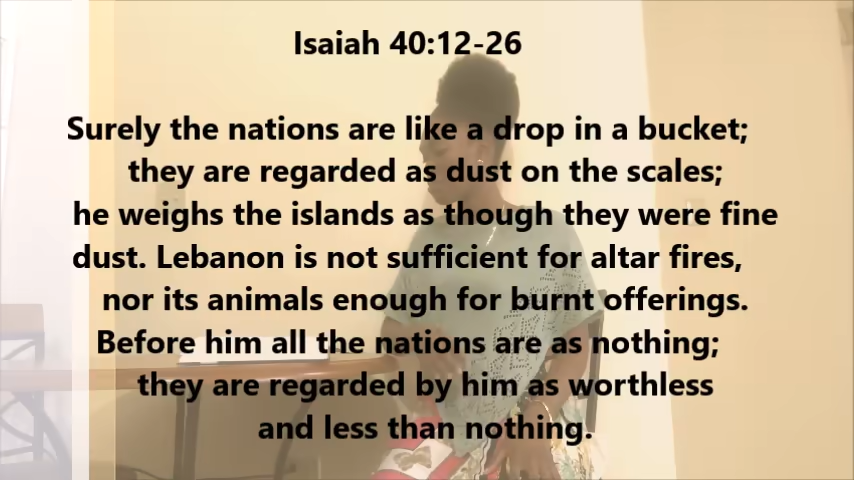 Isaiah 40:12-26
Surely the nations are like a drop in a bucket;
they are regarded as dust on the scales;
he weighs the islands as though they were fine
dust. Lebanon is not sufficient for altar fires,
nor its animals enough for burnt offerings.
Before him all the nations are as nothing;
they are regarded by him as worthless
and less than nothing.